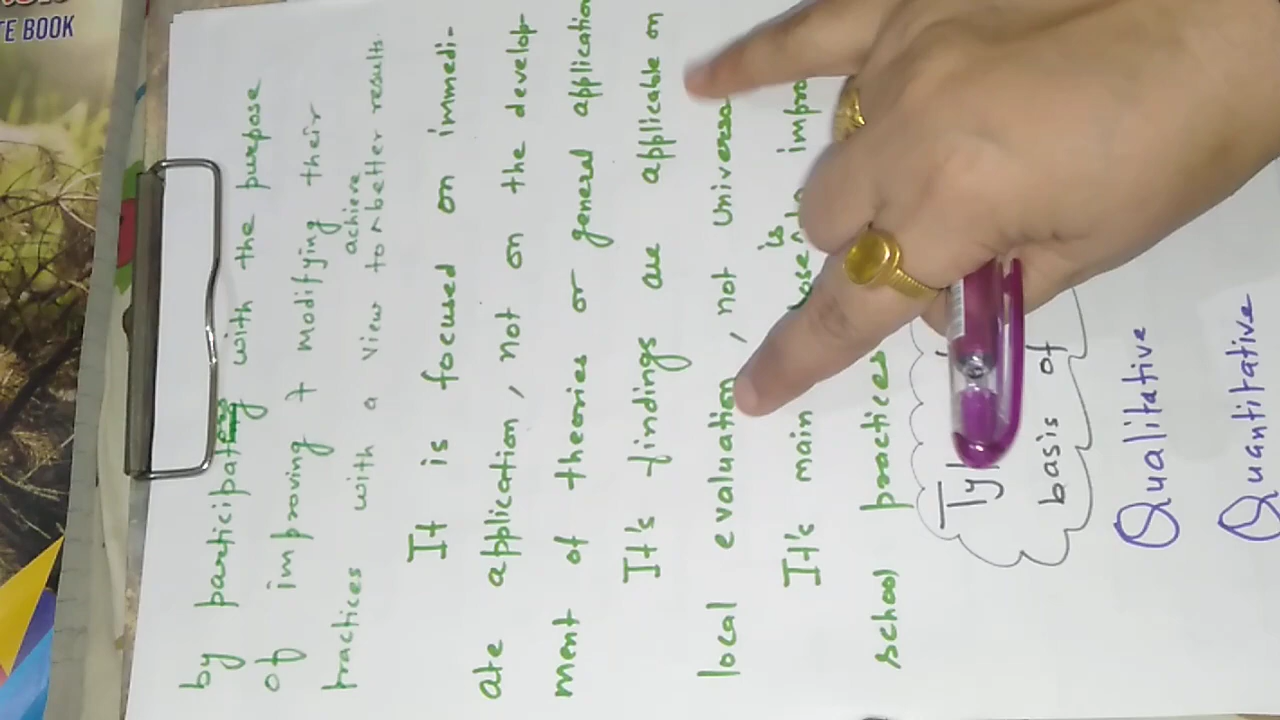 TE BOOK
by participating with the purpose
of improving & modifying their
practices with a view to ^ achieve better results.
It is focused on immedi-
ate application, not on the develop-
ment of theories or general application
It's findings are applicable on
local evaluation, not Universa
It's main is
school practices
basis of
Qualitative
Quantitative